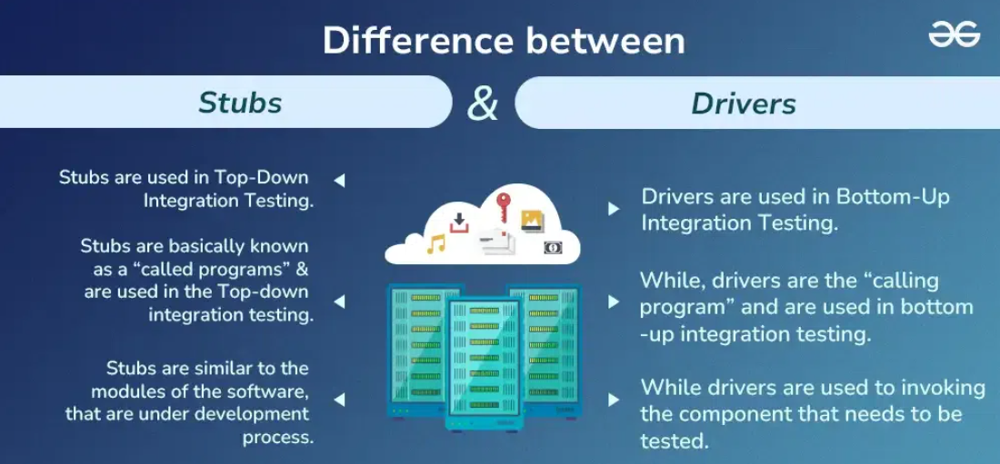 Difference between
Stubs
&
Drivers
Stubs are used in Top-Down
Integration Testing.
Stubs are basically known
as a “called programs” &
are used in the Top-down
integration testing.
Stubs are similar to the
modules of the software,
that are under development
process.
Drivers are used in Bottom-Up
Integration Testing.
While, drivers are the “calling
program” and are used in bottom
-up integration testing.
While drivers are used to invoking
the component that needs to be
tested.